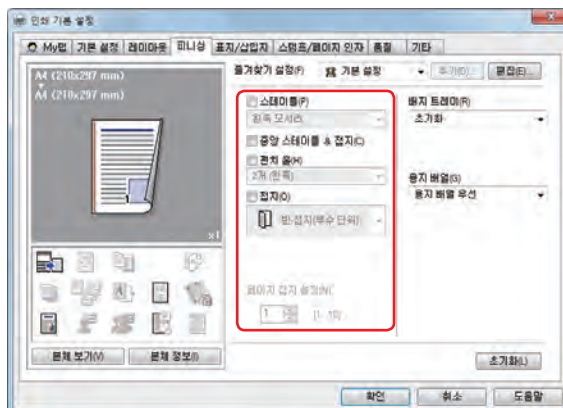 인쇄 기본 설정
My탭 기본 설정 레이아웃 피니싱 표지/삽입지 스탬프/페이지 인자 품질 기타
A4 (210x297 mm)
A4 (210x297 mm)
x1
즐겨찾기 설정(F) 기본 설정 추가(D)... 편집(E)...
스테이플(P)
왼쪽 모서리
중앙 스테이플 & 접지(C)
펀치 올(H)
2개 (왼쪽)
접지(O)
반-접지(부수 단위)
페이지 접지 설정(N)
1 [1-10]
배지 트레이(R)
초기화
용지 배열(G)
용지 배열 우선
본체 보기(V) 본체 정보(I)
초기화(L)
확인 취소 도움말